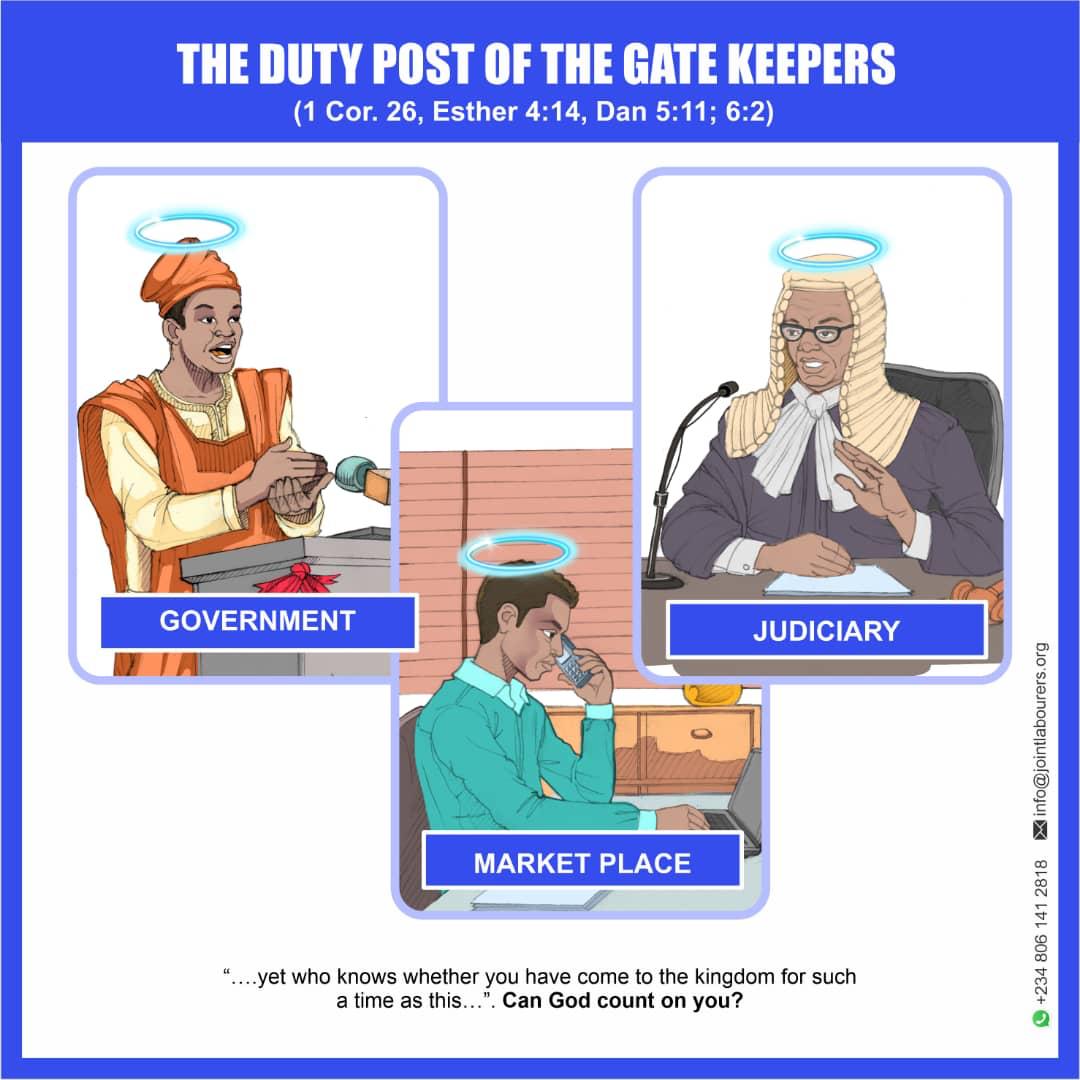 THE DUTY POST OF THE GATE KEEPERS
(1 Cor. 26, Esther 4:14, Dan 5:11; 6:2)
GOVERNMENT
JUDICIARY
MARKET PLACE
“....yet who knows whether you have come to the kingdom for such
a time as this...”. Can God count on you?
+234 806 141 2818 info@jointlabourers.org